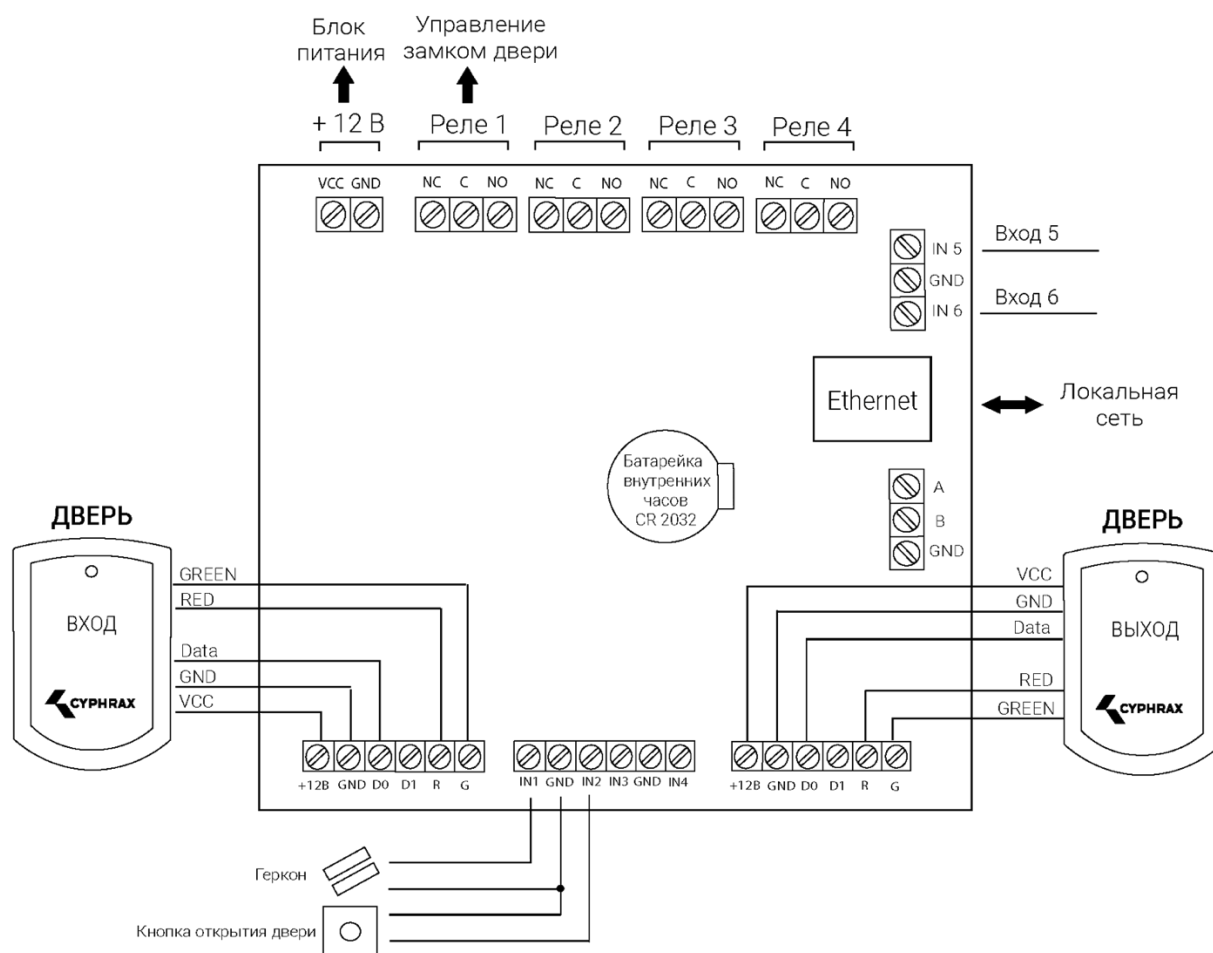 Блок
питания
Управление
замком двери
+ 12 В
Реле 1
Реле 2
Реле 3
Реле 4
VCC GND
NC C NO
NC C NO
NC C NO
NC C NO
IN 5
GND
IN 6
Вход 5
Вход 6
Ethernet
Локальная
сеть
Батарейка
внутренних
часов
CR 2032
A
B
GND
ДВЕРЬ
ВХОД
CYPHRAX
GREEN
RED
Data
GND
VCC
ДВЕРЬ
ВЫХОД
CYPHRAX
VCC
GND
Data
RED
GREEN
+12В GND D0 D1 R G
IN1 GND IN2 IN3 GND IN4
+12В GND D0 D1 R G
Геркон
Кнопка открытия двери